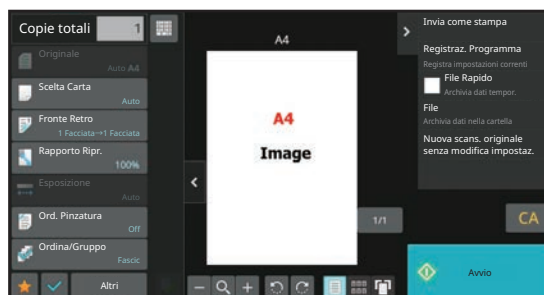 Copie totali 1
Originale
Auto A4
Scelta Carta
Auto
Fronte Retro
1 Facciata→1 Facciata
Rapporto Ripr.
100%
Esposizione
Auto
Ord. Pinzatura
Off
Ordina/Gruppo
Fascic
Altri
A4
A4
Image
1/1
Invia come stampa
Registraz. Programma
Registra impostazioni correnti
File Rapido
Archivia dati tempor.
File
Archivia dati nella cartella
Nuova scans. originale
senza modifica impostaz.
CA
Avvio